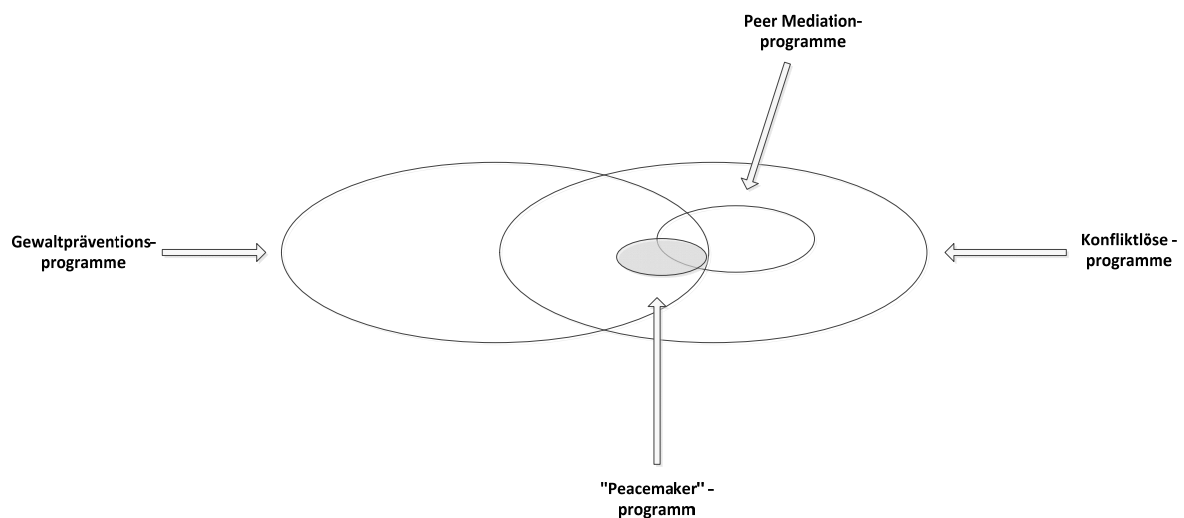 Peer Mediation-
programme
Gewaltpräventions-
programme
Konfliktlöse -
programme
"Peacemaker" -
programm